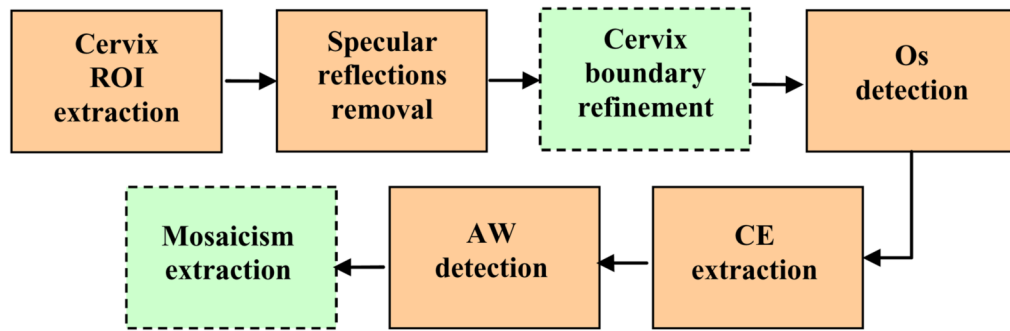 Cervix
ROI
extraction
Specular
reflections
removal
Cervix
boundary
refinement
Os
detection
Mosaicism
extraction
AW
detection
CE
extraction